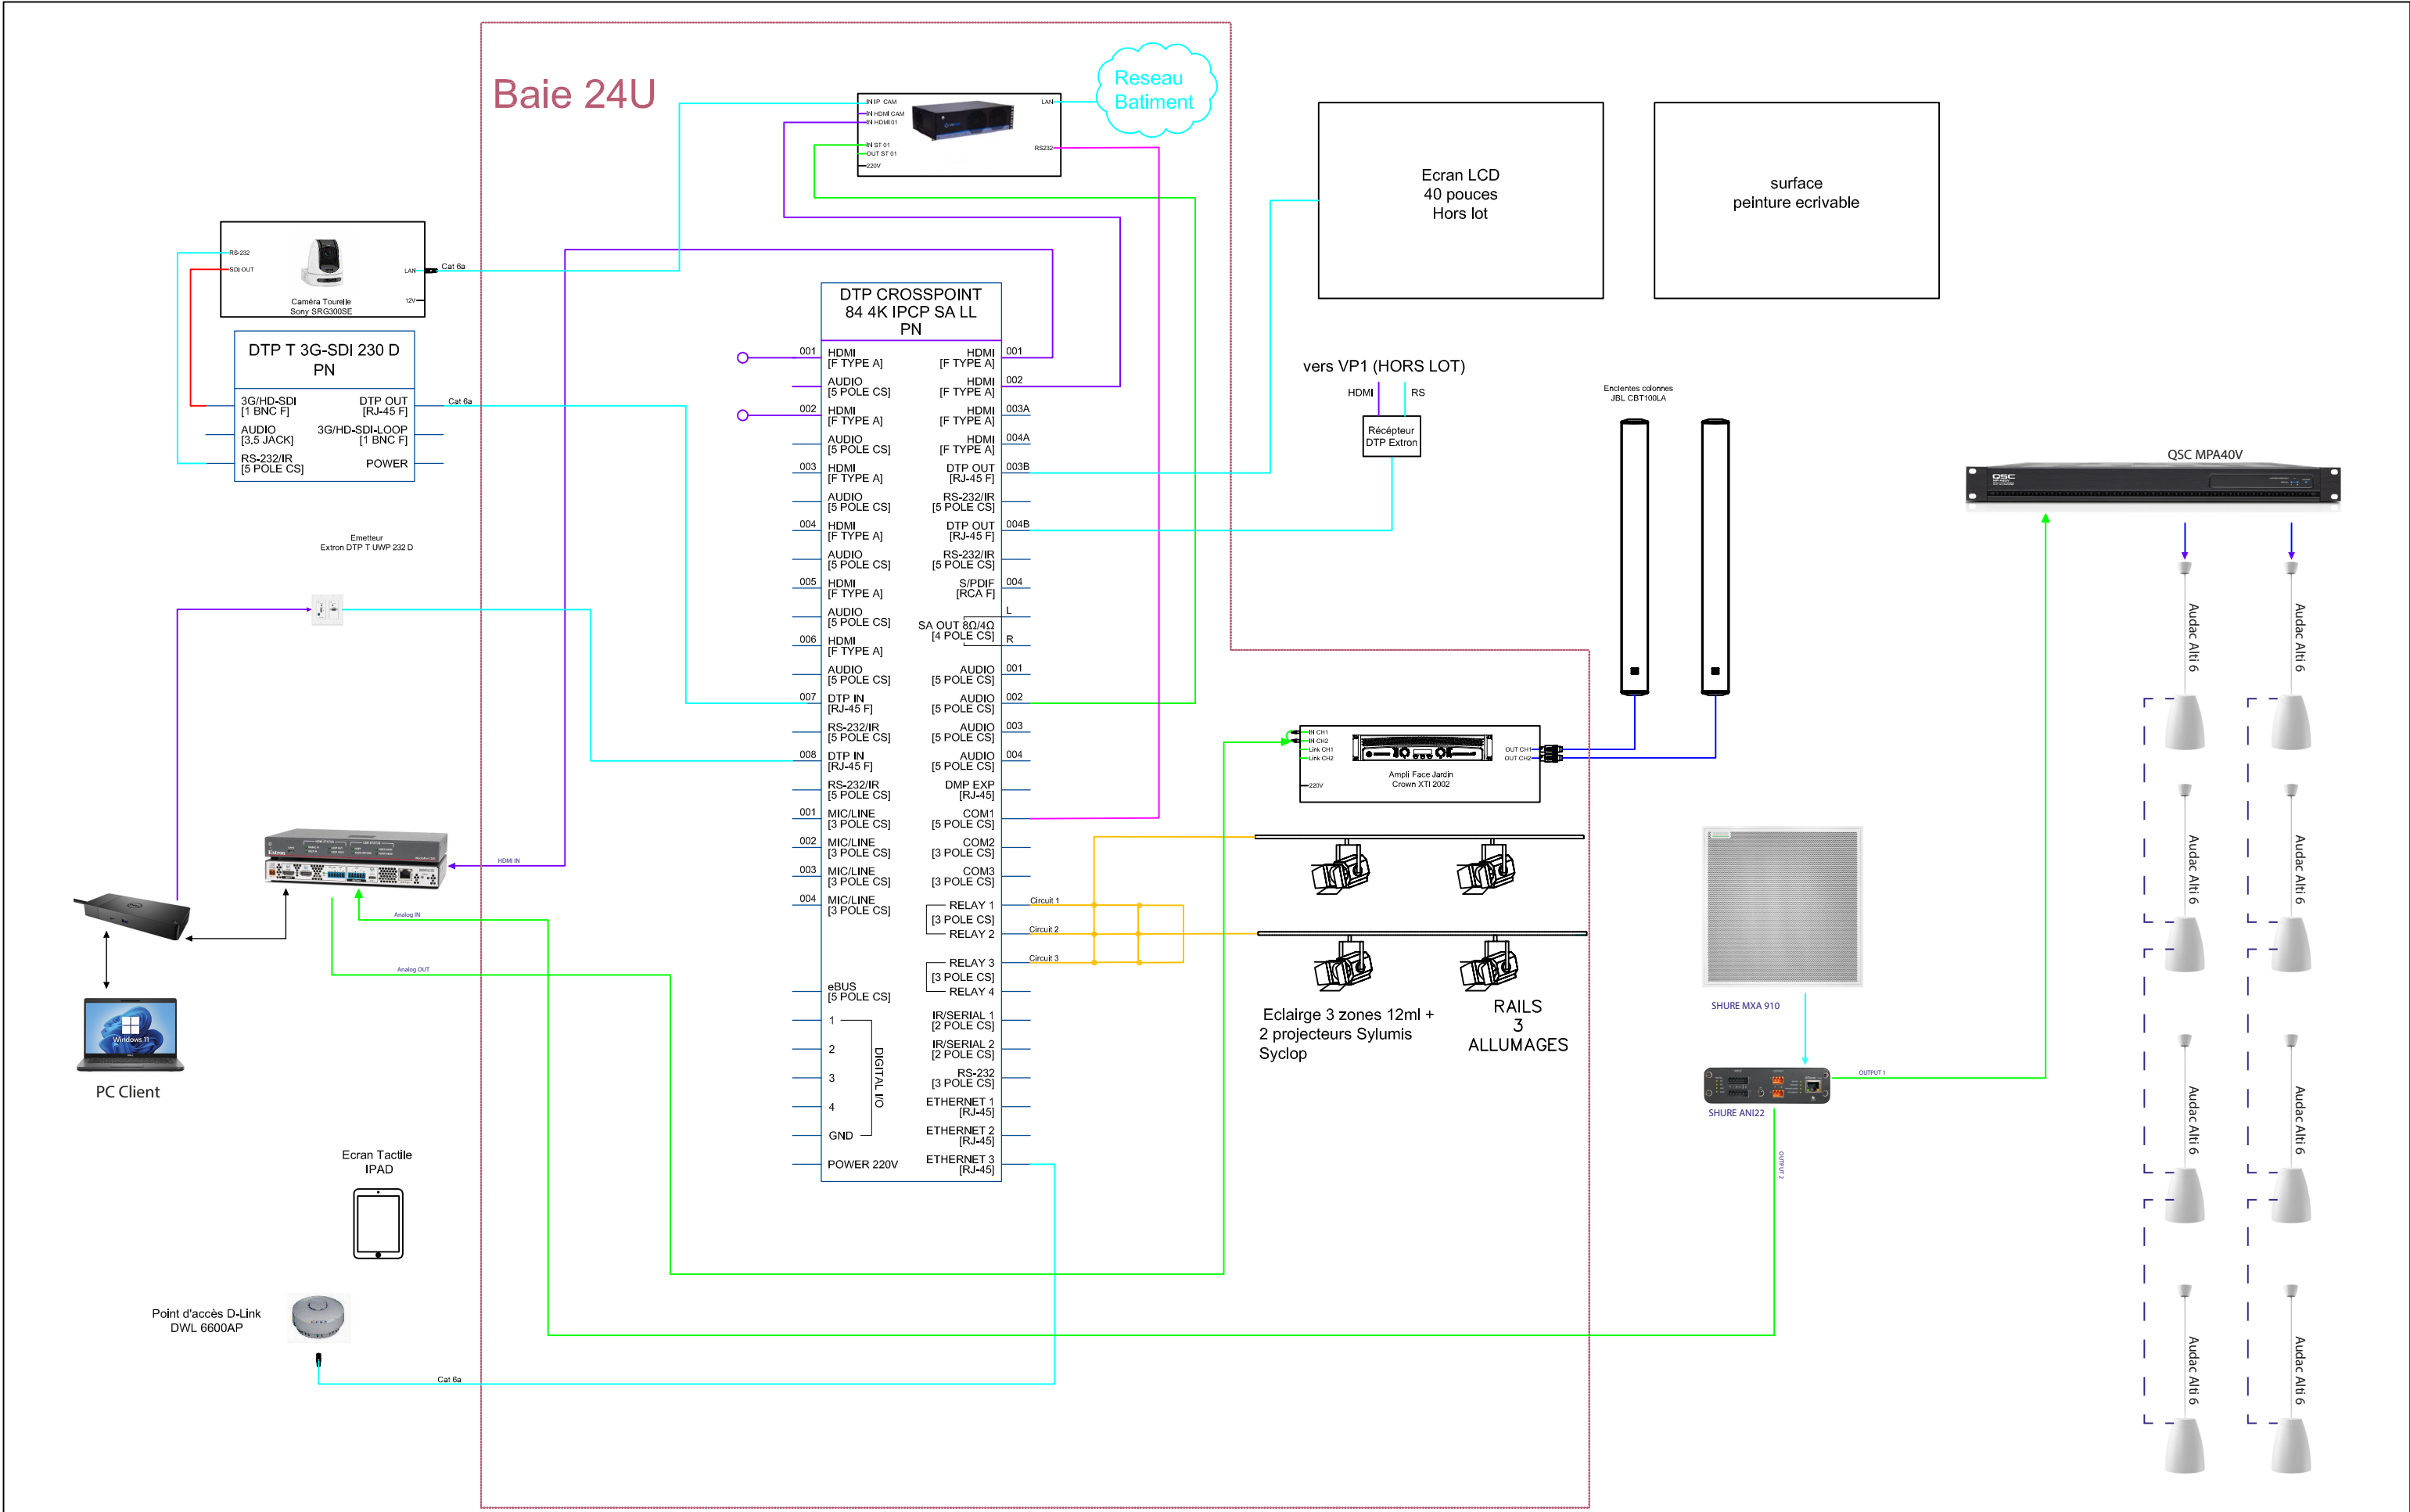 Baie 24U
Reseau
Batiment
IN IP CAM
IN HDMI CAM
IN HDMI 01
IN ST 01
OUT ST 01
220V
LAN
RS232
Ecran LCD
40 pouces
Hors lot
surface
peinture ecrivable
RS-232
SDI OUT
LAN
12V
Caméra Tourelle
Sony SRG300SE
Cat 6a
DTP T 3G-SDI 230 D
PN
3G/HD-SDI
[1 BNC F]
AUDIO
[3,5 JACK]
RS-232/IR
[5 POLE CS]
DTP OUT
[RJ-45 F]
3G/HD-SDI-LOOP
[1 BNC F]
POWER
Cat 6a
Emetteur
Extron DTP T UWP 232 D
DTP CROSSPOINT
84 4K IPCP SA LL
PN
001 HDMI
[F TYPE A]
AUDIO
[5 POLE CS]
002 HDMI
[F TYPE A]
AUDIO
[5 POLE CS]
003 HDMI
[F TYPE A]
AUDIO
[5 POLE CS]
004 HDMI
[F TYPE A]
AUDIO
[5 POLE CS]
005 HDMI
[F TYPE A]
AUDIO
[5 POLE CS]
006 HDMI
[F TYPE A]
AUDIO
[5 POLE CS]
007 DTP IN
[RJ-45 F]
RS-232/IR
[5 POLE CS]
008 DTP IN
[RJ-45 F]
RS-232/IR
[5 POLE CS]
001 MIC/LINE
[3 POLE CS]
002 MIC/LINE
[3 POLE CS]
003 MIC/LINE
[3 POLE CS]
004 MIC/LINE
[3 POLE CS]
eBUS
[5 POLE CS]
1
2
3
4
GND
DIGITAL I/O
POWER 220V
HDMI 001
[F TYPE A]
HDMI 002
[F TYPE A]
HDMI 003A
[F TYPE A]
HDMI 004A
[F TYPE A]
DTP OUT 003B
[RJ-45 F]
RS-232/IR
[5 POLE CS]
DTP OUT 004B
[RJ-45 F]
RS-232/IR
[5 POLE CS]
S/PDIF 004
[RCA F]
L
SA OUT 8Ω/4Ω
[4 POLE CS] R
AUDIO 001
[5 POLE CS]
AUDIO 002
[5 POLE CS]
AUDIO 003
[5 POLE CS]
AUDIO 004
[5 POLE CS]
DMP EXP
[RJ-45]
COM1
[5 POLE CS]
COM2
[3 POLE CS]
COM3
[3 POLE CS]
RELAY 1 Circuit 1
[3 POLE CS]
RELAY 2 Circuit 2
RELAY 3 Circuit 3
[3 POLE CS]
RELAY 4
IR/SERIAL 1
[2 POLE CS]
IR/SERIAL 2
[2 POLE CS]
RS-232
[3 POLE CS]
ETHERNET 1
[RJ-45]
ETHERNET 2
[RJ-45]
ETHERNET 3
[RJ-45]
vers VP1 (HORS LOT)
HDMI
RS
Récépteur
DTP Extron
Encientes colonnes
JBL CBT100LA
QSC MPA40V
QSC
Audac Alti 6
Audac Alti 6
Audac Alti 6
Audac Alti 6
Audac Alti 6
Audac Alti 6
Audac Alti 6
Audac Alti 6
IN CH1
IN CH2
Link CH1
Link CH2
220V
OUT CH1
OUT CH2
Ampli Face Jardin
Crown XTI 2002
Eclairge 3 zones 12ml +
2 projecteurs Sylumis
Syclop
RAILS
3
ALLUMAGES
SHURE MXA 910
SHURE ANI22
OUTPUT 1
OUTPUT 2
Extron
HDMI IN
Analog IN
Analog OUT
Windows 11
PC Client
Ecran Tactile
IPAD
Point d'accès D-Link
DWL 6600AP
Cat 6a